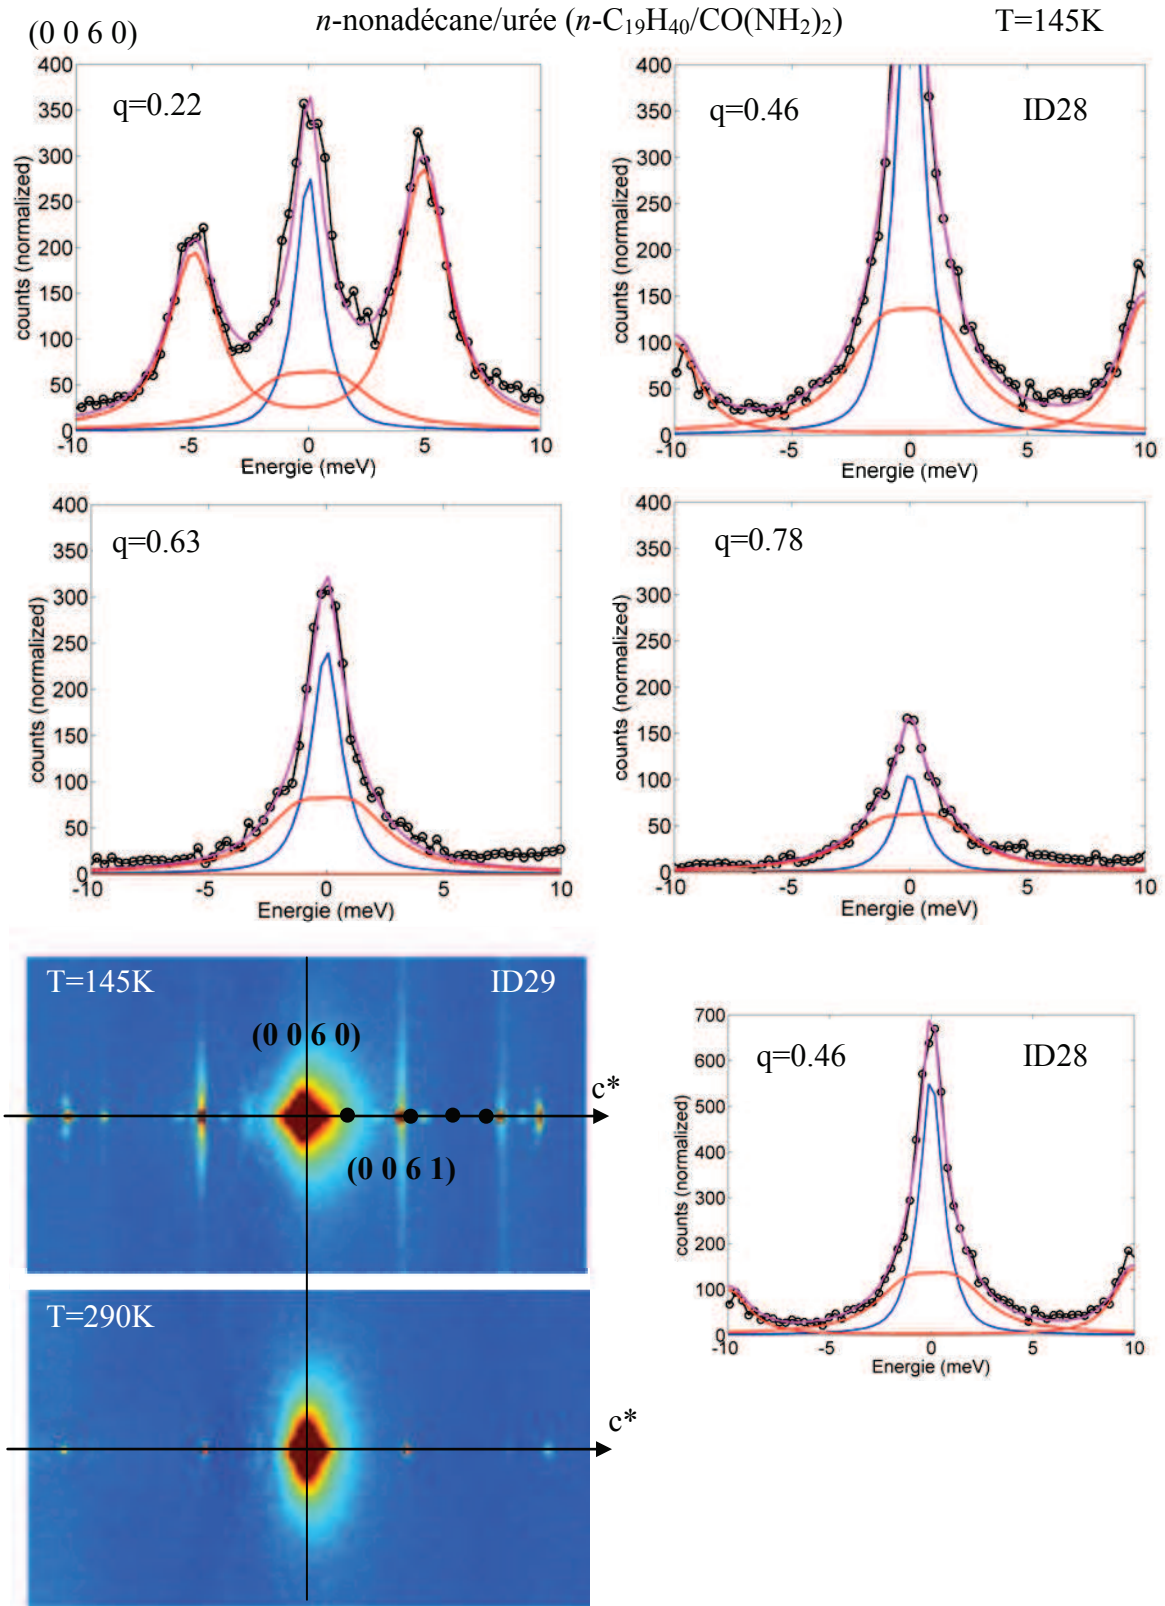 (0 0 6 0)
n-nonadécane/urée (n-C₁₉H₄₀/CO(NH₂)₂)
T=145K
q=0.22
counts (normalized)
400
350
300
250
200
150
100
50
0
-10 -5 0 5 10
Energie (meV)
q=0.46
ID28
counts (normalized)
400
350
300
250
200
150
100
50
0
-10 -5 0 5 10
Energie (meV)
q=0.63
counts (normalized)
400
350
300
250
200
150
100
50
0
-10 -5 0 5 10
Energie (meV)
q=0.78
counts (normalized)
400
350
300
250
200
150
100
50
0
-10 -5 0 5 10
Energie (meV)
T=145K
ID29
(0 0 6 0)
c*
(0 0 6 1)
q=0.46
ID28
counts (normalized)
700
600
500
400
300
200
100
0
-10 -5 0 5 10
Energie (meV)
T=290K
c*